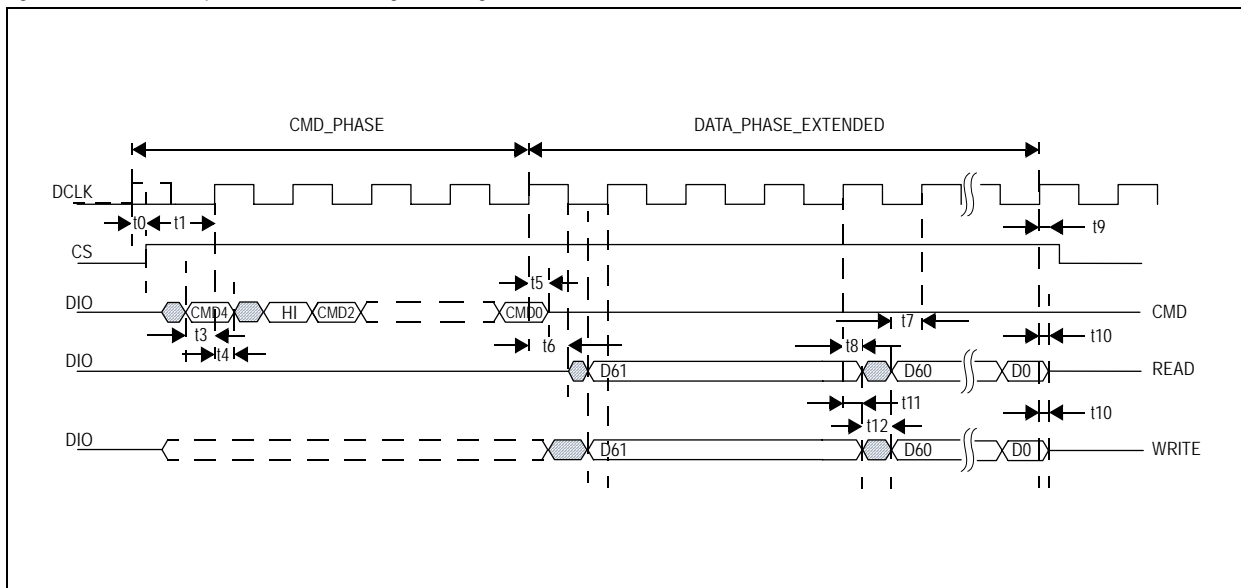 CMD_PHASE DATA_PHASE_EXTENDED
DCLK
t0 t1 t9
CS
t5
DIO CMD4 HI CMD2 CMD0 CMD
t3 t7
t4 t6 t8 t10
DIO D61 D60 D0 READ
t11
t12 t10
DIO D61 D60 D0 WRITE